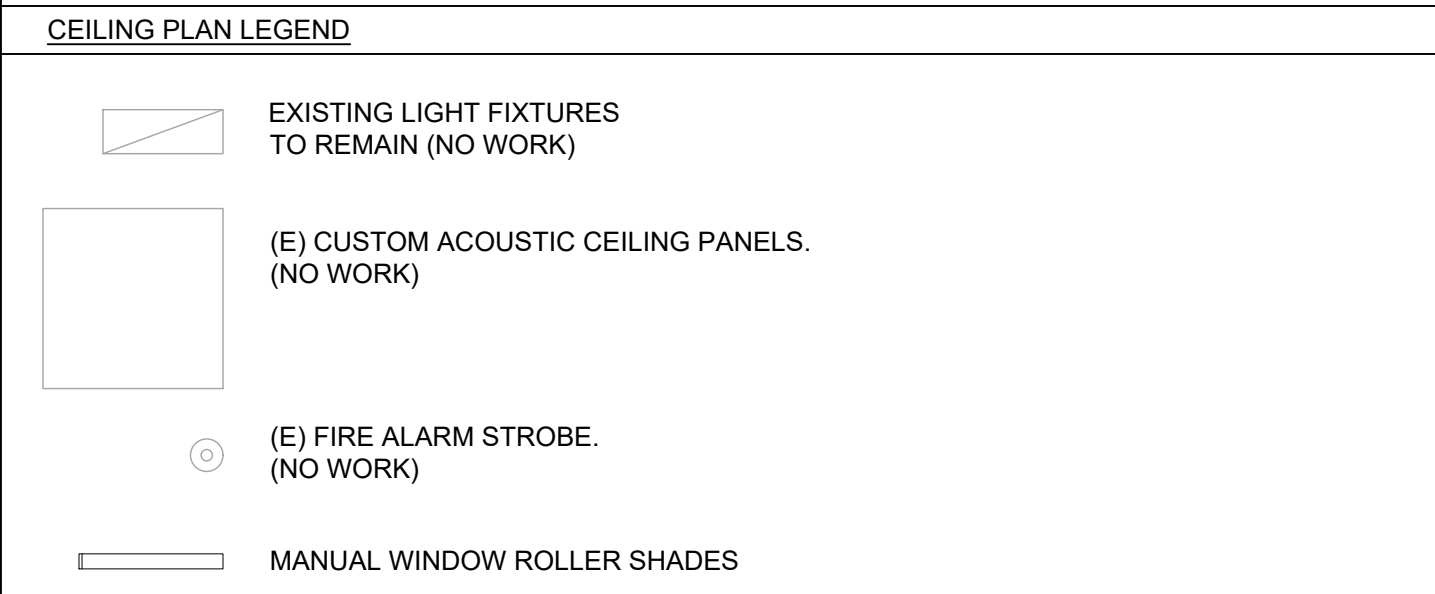 CEILING PLAN LEGEND
EXISTING LIGHT FIXTURES
TO REMAIN (NO WORK)
(E) CUSTOM ACOUSTIC CEILING PANELS.
(NO WORK)
(E) FIRE ALARM STROBE.
(NO WORK)
MANUAL WINDOW ROLLER SHADES